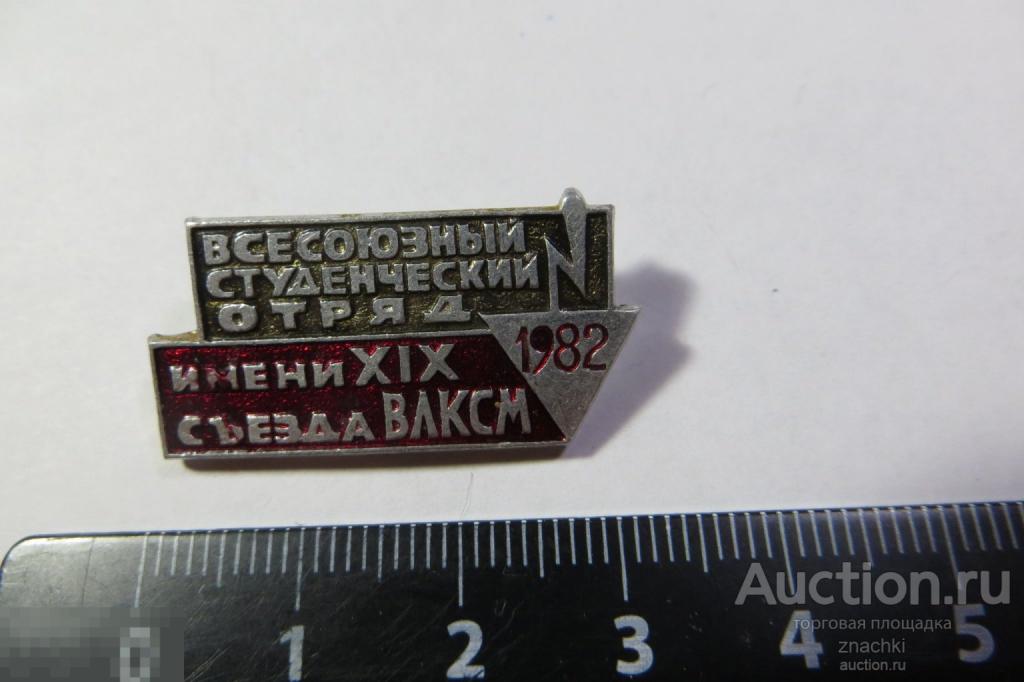 ВСЕСОЮЗНЫЙ
СТУДЕНЧЕСКИЙ
ОТРЯД
1982
ИМЕНИ XIX
СЪЕЗДА ВЛКСМ
0 1 2 3 4 5
Auction.ru
торговая площадка
znachki
auction.ru